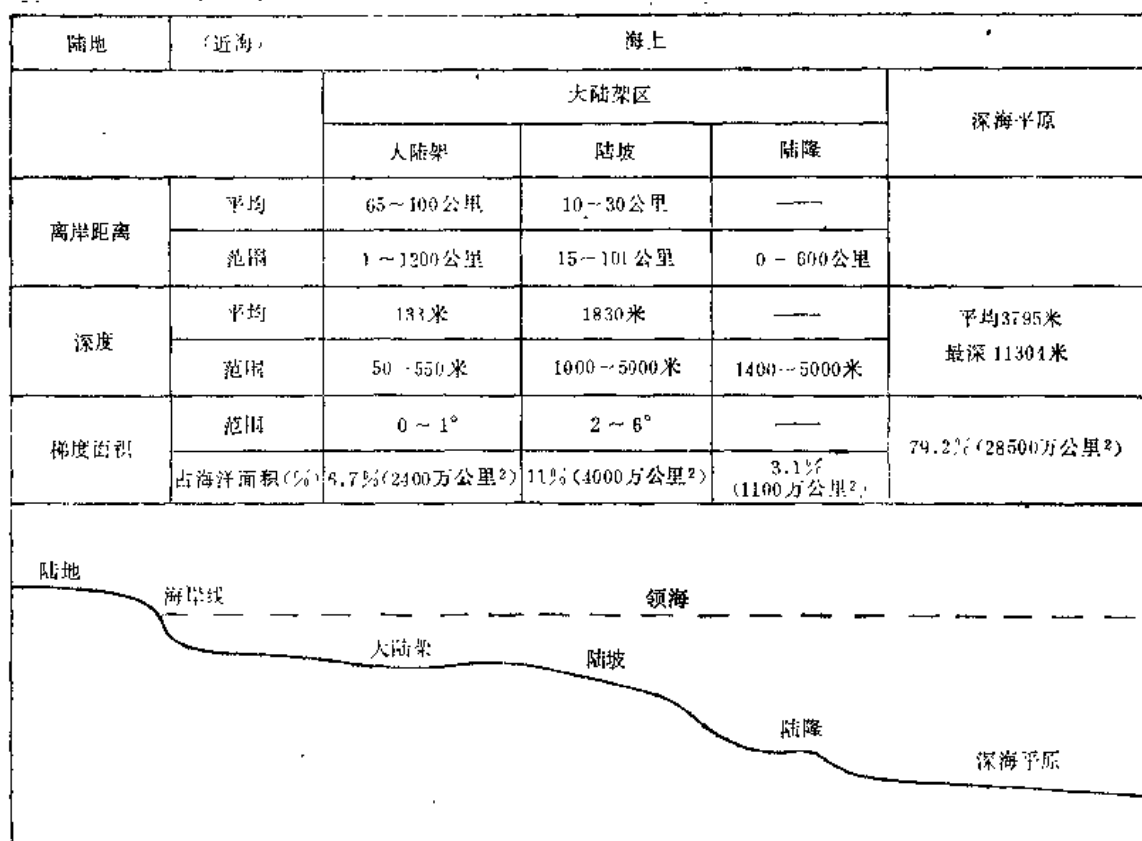 陆地 （近海） 海上
大陆架区 深海平原
大陆架 陆坡 陆隆
离岸距离 平均 65～100公里 10～30公里 ——
范围 1～1200公里 15～101公里 0－600公里
深度 平均 133米 1830米 —— 平均3795米
最深11304米
范围 50－550米 1000－5000米 1400－5000米
梯度面积 范围 0～1° 2～6° —— 79.2%(28500万公里²)
占海洋面积(%) 6.7%(2400万公里²) 11%(4000万公里²) 3.1%
(1100万公里²)
陆地
海岸线 领海
大陆架 陆坡
陆隆
深海平原